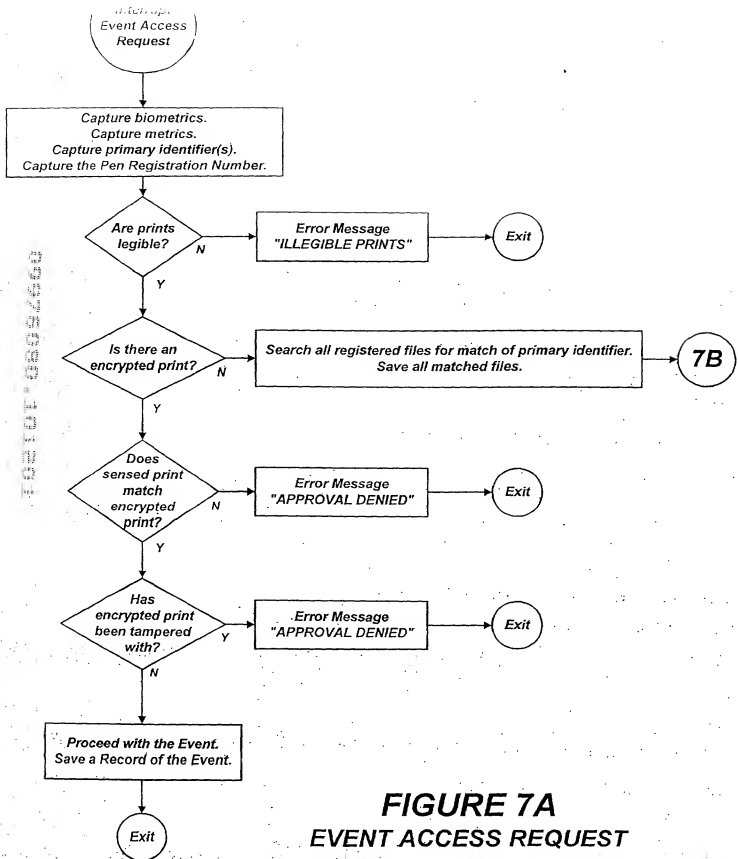 Interrupt
Event Access
Request
Capture biometrics.
Capture metrics.
Capture primary identifier(s).
Capture the Pen Registration Number.
Are prints
legible?
N
Error Message
"ILLEGIBLE PRINTS"
Exit
Y
Is there an
encrypted print?
N
Search all registered files for match of primary identifier.
Save all matched files.
7B
Y
Does
sensed print
match
encrypted
print?
N
Error Message
"APPROVAL DENIED"
Exit
Y
Has
encrypted print
been tampered
with?
Y
Error Message
"APPROVAL DENIED"
Exit
N
Proceed with the Event.
Save a Record of the Event.
Exit
FIGURE 7A
EVENT ACCESS REQUEST